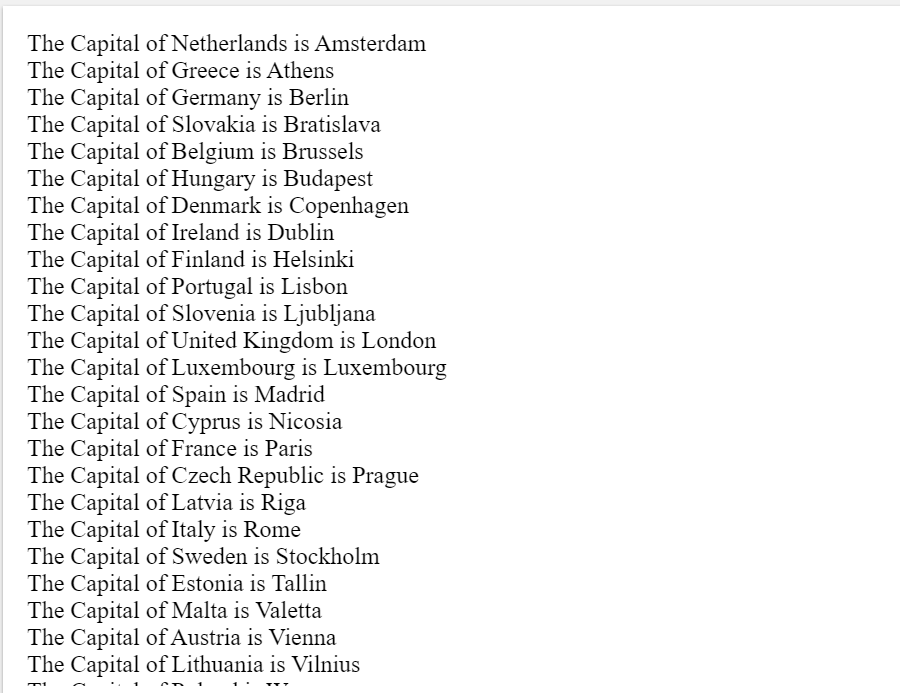 The Capital of Netherlands is Amsterdam
The Capital of Greece is Athens
The Capital of Germany is Berlin
The Capital of Slovakia is Bratislava
The Capital of Belgium is Brussels
The Capital of Hungary is Budapest
The Capital of Denmark is Copenhagen
The Capital of Ireland is Dublin
The Capital of Finland is Helsinki
The Capital of Portugal is Lisbon
The Capital of Slovenia is Ljubljana
The Capital of United Kingdom is London
The Capital of Luxembourg is Luxembourg
The Capital of Spain is Madrid
The Capital of Cyprus is Nicosia
The Capital of France is Paris
The Capital of Czech Republic is Prague
The Capital of Latvia is Riga
The Capital of Italy is Rome
The Capital of Sweden is Stockholm
The Capital of Estonia is Tallin
The Capital of Malta is Valetta
The Capital of Austria is Vienna
The Capital of Lithuania is Vilnius